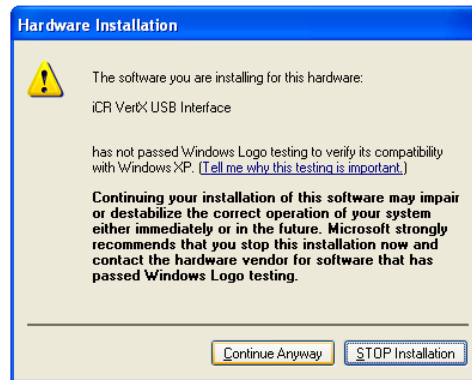 Hardware Installation
The software you are installing for this hardware:
iCR VertX USB Interface
has not passed Windows Logo testing to verify its compatibility
with Windows XP. (Tell me why this testing is important.)
Continuing your installation of this software may impair
or destabilize the correct operation of your system
either immediately or in the future. Microsoft strongly
recommends that you stop this installation now and
contact the hardware vendor for software that has
passed Windows Logo testing.
Continue Anyway
STOP Installation